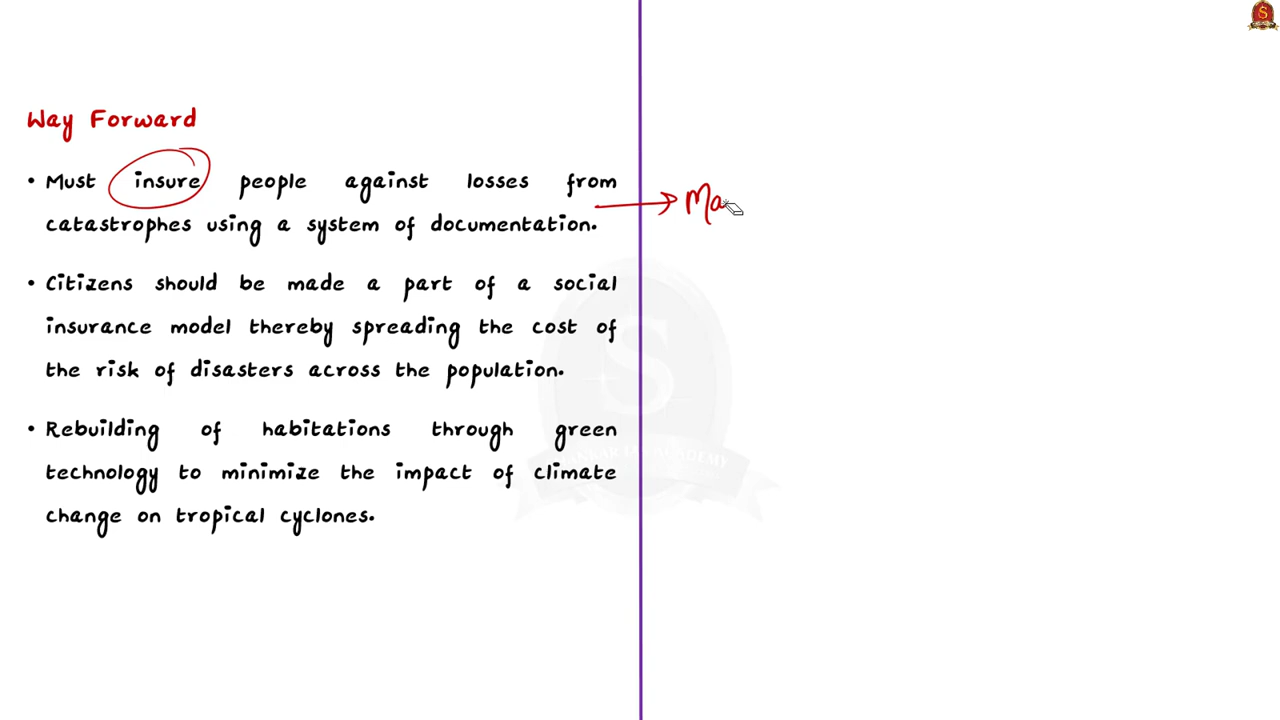 Way Forward
• Must insure people against losses from
catastrophes using a system of documentation.
→ Ma
• Citizens should be made a part of a social
insurance model thereby spreading the cost of
the risk of disasters across the population.
• Rebuilding of habitations through green
technology to minimize the impact of climate
change on tropical cyclones.